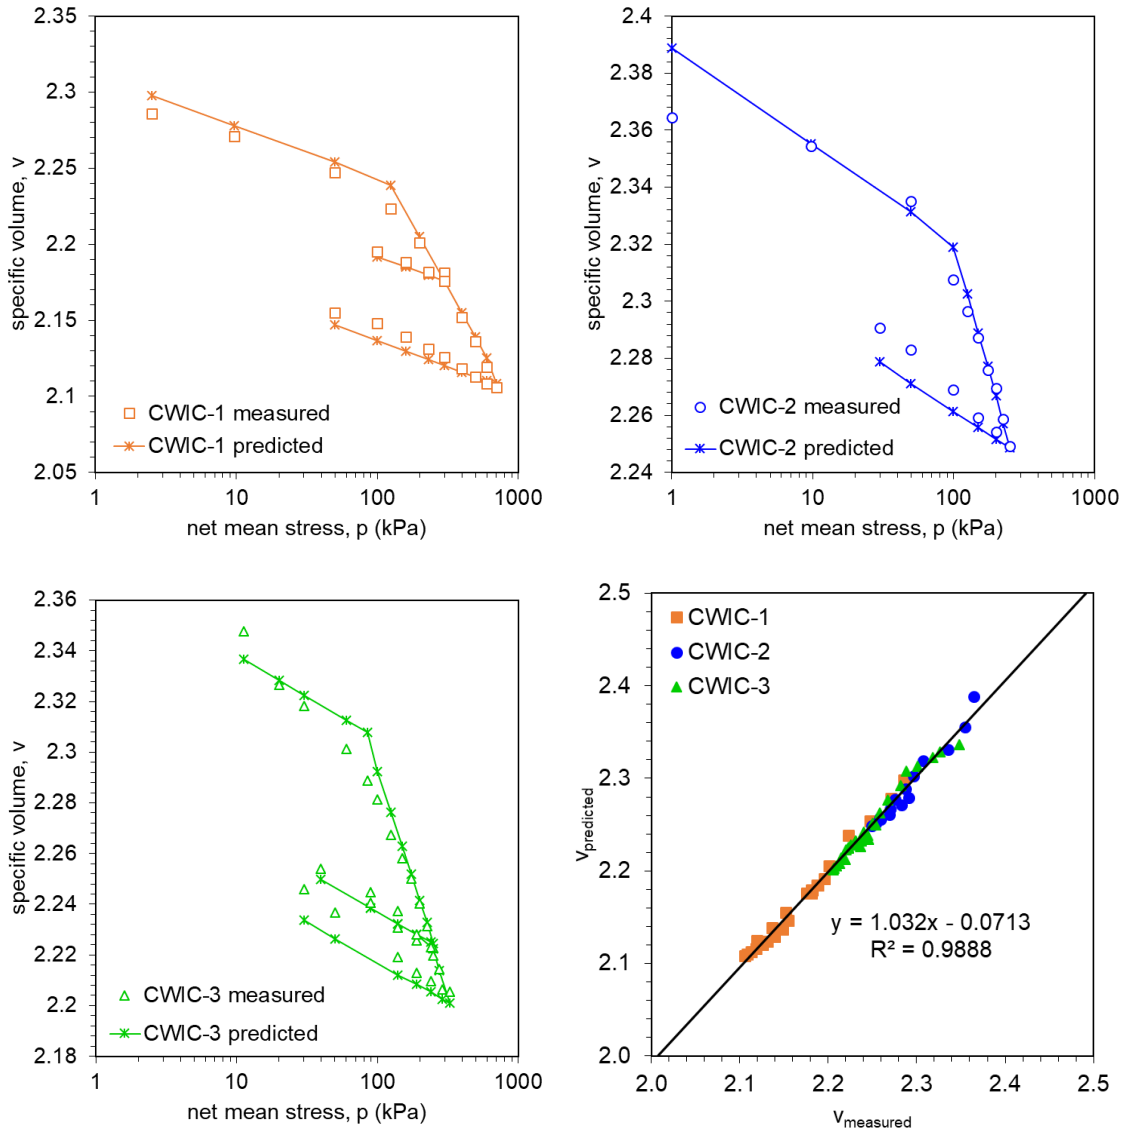 2.35
2.3
2.25
2.2
2.15
2.1
2.05
specific volume, v
CWIC-1 measured
CWIC-1 predicted
1 10 100 1000
net mean stress, p (kPa)
2.4
2.38
2.36
2.34
2.32
2.3
2.28
2.26
2.24
specific volume, v
CWIC-2 measured
CWIC-2 predicted
1 10 100 1000
net mean stress, p (kPa)
2.36
2.34
2.32
2.3
2.28
2.26
2.24
2.22
2.2
2.18
specific volume, v
CWIC-3 measured
CWIC-3 predicted
1 10 100 1000
net mean stress, p (kPa)
2.5
2.4
2.3
2.2
2.1
2.0
vpredicted
CWIC-1
CWIC-2
CWIC-3
y = 1.032x - 0.0713
R² = 0.9888
2.0 2.1 2.2 2.3 2.4 2.5
vmeasured